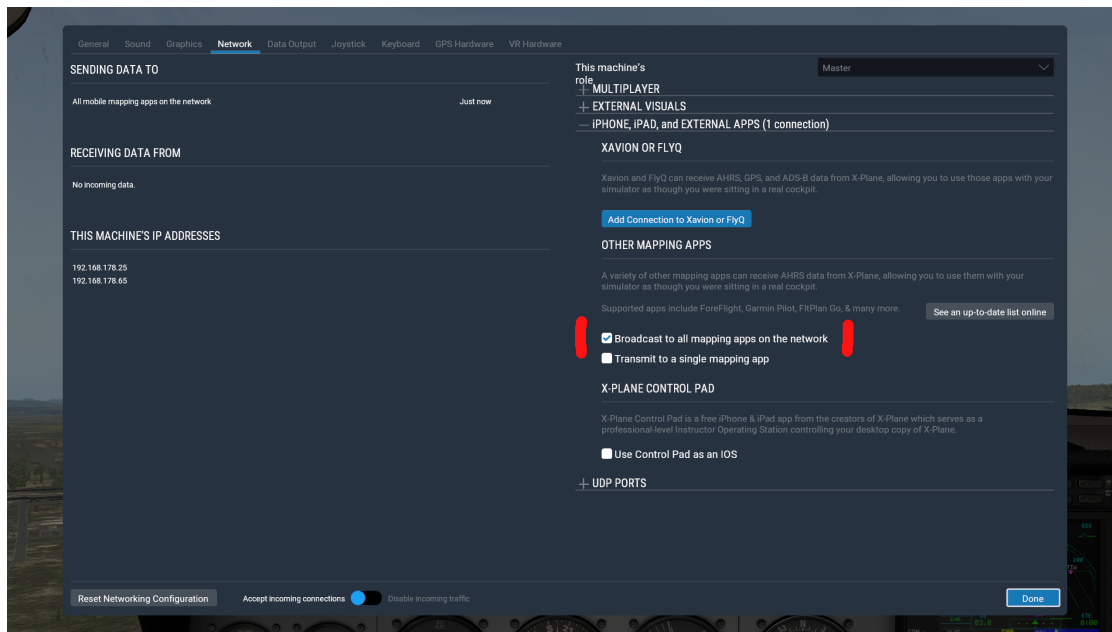 General Sound Graphics Network Data Output Joystick Keyboard GPS Hardware VR Hardware
SENDING DATA TO
All mobile mapping apps on the network Just now
RECEIVING DATA FROM
No incoming data.
THIS MACHINE'S IP ADDRESSES
192.168.178.25
192.168.178.65
This machine's
role
Master
MULTIPLAYER
EXTERNAL VISUALS
iPHONE, iPAD, and EXTERNAL APPS (1 connection)
XAVION OR FLYQ
Xavion and FlyQ can receive AHRS, GPS, and ADS-B data from X-Plane, allowing you to use those apps with your
simulator as though you were sitting in a real cockpit.
Add Connection to Xavion or FlyQ
OTHER MAPPING APPS
A variety of other mapping apps can receive AHRS data from X-Plane, allowing you to use them with your
simulator as though you were sitting in a real cockpit.
Supported apps include ForeFlight, Garmin Pilot, FltPlan Go, & many more.
See an up-to-date list online
Broadcast to all mapping apps on the network
Transmit to a single mapping app
X-PLANE CONTROL PAD
X-Plane Control Pad is a free iPhone & iPad app from the creators of X-Plane which serves as a
professional-level Instructor Operating Station controlling your desktop copy of X-Plane.
Use Control Pad as an IOS
UDP PORTS
Reset Networking Configuration Accept incoming connections Disable incoming traffic Done